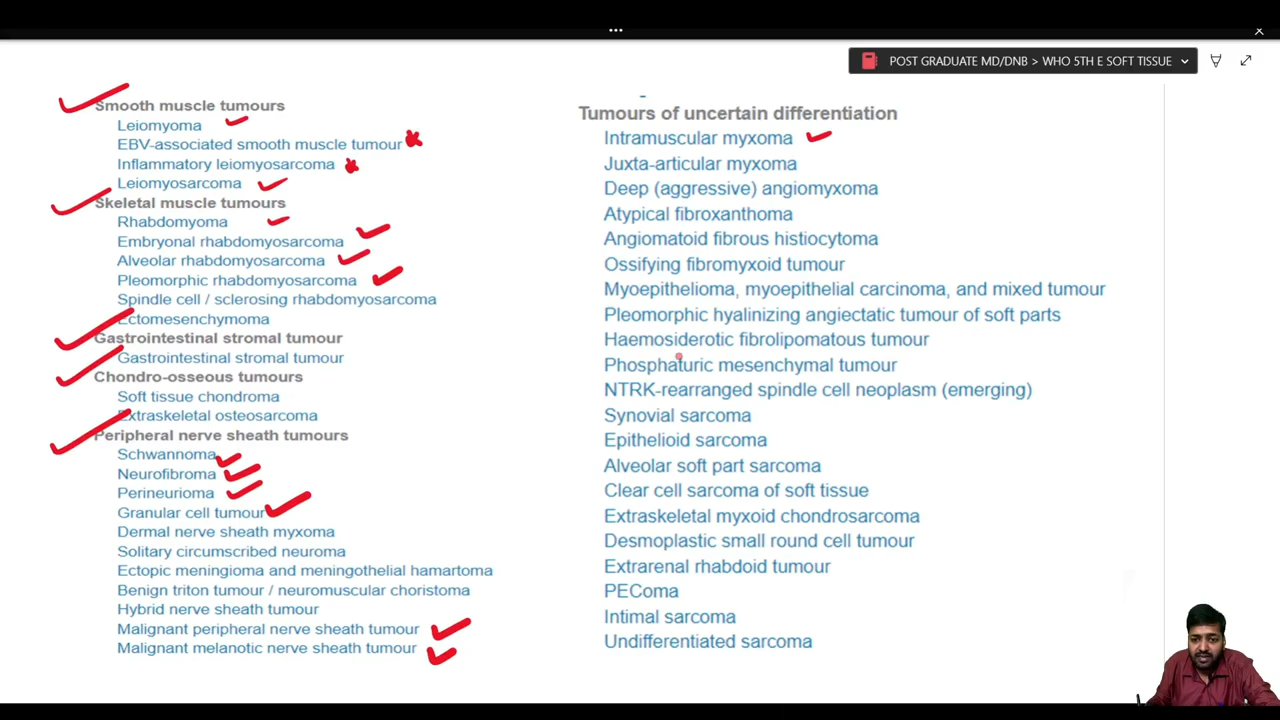 POST GRADUATE MD/DNB > WHO 5TH E SOFT TISSUE
Smooth muscle tumours
Leiomyoma
EBV-associated smooth muscle tumour
Inflammatory leiomyosarcoma
Leiomyosarcoma
Skeletal muscle tumours
Rhabdomyoma
Embryonal rhabdomyosarcoma
Alveolar rhabdomyosarcoma
Pleomorphic rhabdomyosarcoma
Spindle cell / sclerosing rhabdomyosarcoma
Ectomesenchymoma
Gastrointestinal stromal tumour
Gastrointestinal stromal tumour
Chondro-osseous tumours
Soft tissue chondroma
Extraskeletal osteosarcoma
Peripheral nerve sheath tumours
Schwannoma
Neurofibroma
Perineurioma
Granular cell tumour
Dermal nerve sheath myxoma
Solitary circumscribed neuroma
Ectopic meningioma and meningothelial hamartoma
Benign triton tumour / neuromuscular choristoma
Hybrid nerve sheath tumour
Malignant peripheral nerve sheath tumour
Malignant melanotic nerve sheath tumour
Tumours of uncertain differentiation
Intramuscular myxoma
Juxta-articular myxoma
Deep (aggressive) angiomyxoma
Atypical fibroxanthoma
Angiomatoid fibrous histiocytoma
Ossifying fibromyxoid tumour
Myoepithelioma, myoepithelial carcinoma, and mixed tumour
Pleomorphic hyalinizing angiectatic tumour of soft parts
Haemosiderotic fibrolipomatous tumour
Phosphaturic mesenchymal tumour
NTRK-rearranged spindle cell neoplasm (emerging)
Synovial sarcoma
Epithelioid sarcoma
Alveolar soft part sarcoma
Clear cell sarcoma of soft tissue
Extraskeletal myxoid chondrosarcoma
Desmoplastic small round cell tumour
Extrarenal rhabdoid tumour
PEComa
Intimal sarcoma
Undifferentiated sarcoma